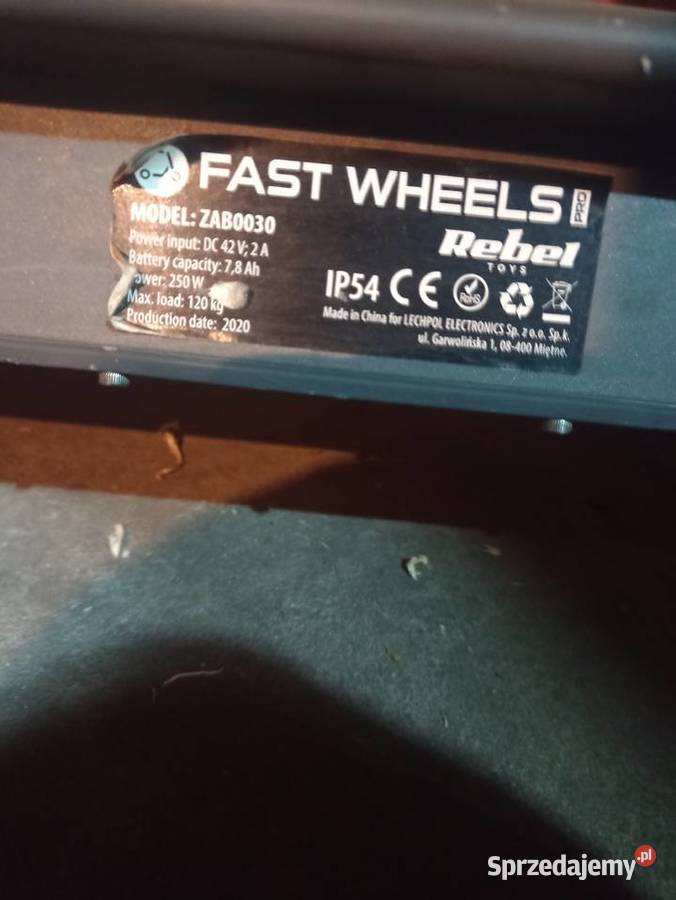 FAST WHEELS PRO
MODEL: ZAB0030
Power input: DC 42 V; 2 A
Battery capacity: 7,8 Ah
ower: 250 W
Max. load: 120 kg
Production date: 2020
Rebel
TOYS
IP54 CE RoHS
Made in China for LECHPOL ELECTRONICS Sp. z o.o. Sp.k.
ul. Garwolińska 1, 08-400 Miętne.
Sprzedajemy.pl